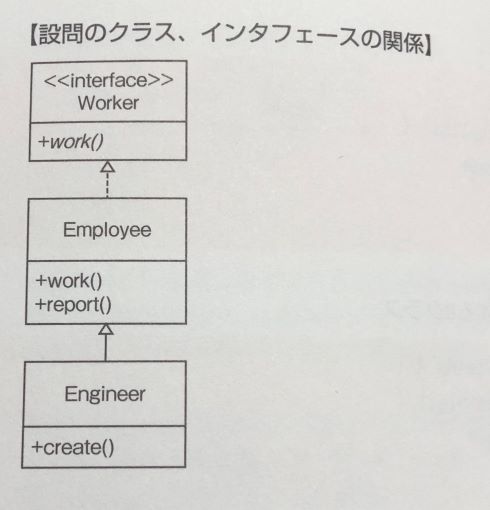 【設問のクラス、インタフェースの関係】
<<interface>>
Worker
+work()
Employee
+work()
+report()
Engineer
+create()